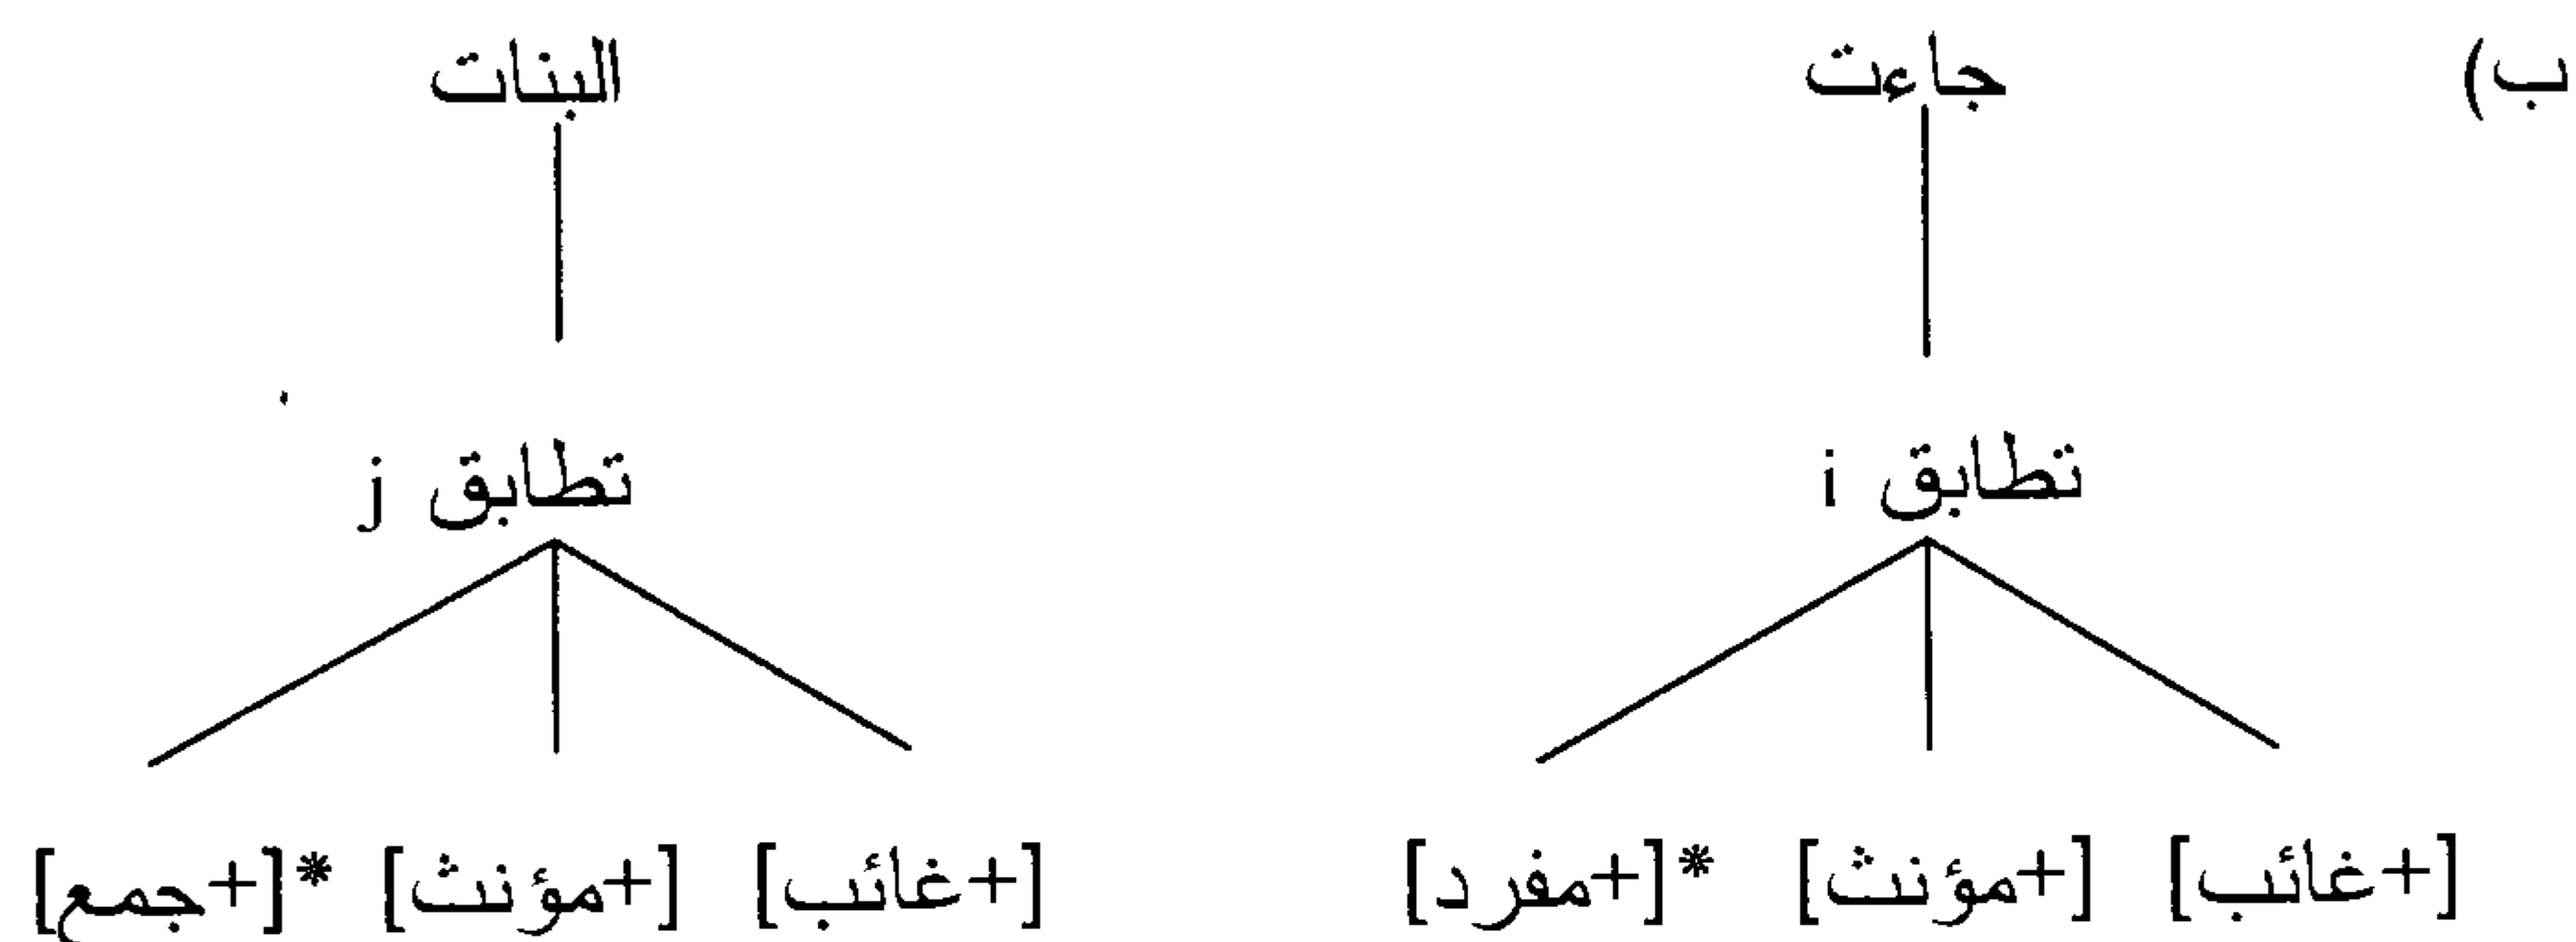 ب) جاءت البنات
تطابق i تطابق j
[+غائب] [+مؤنث] *[+مفرد] [+غائب] [+مؤنث] *[+جمع]